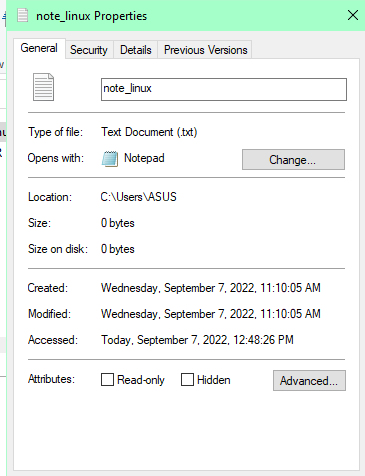 note_linux Properties
General Security Details Previous Versions
note_linux
Type of file: Text Document (.txt)
Opens with: Notepad Change...
Location: C:\Users\ASUS
Size: 0 bytes
Size on disk: 0 bytes
Created: Wednesday, September 7, 2022, 11:10:05 AM
Modified: Wednesday, September 7, 2022, 11:10:05 AM
Accessed: Today, September 7, 2022, 12:48:26 PM
Attributes: Read-only Hidden Advanced...